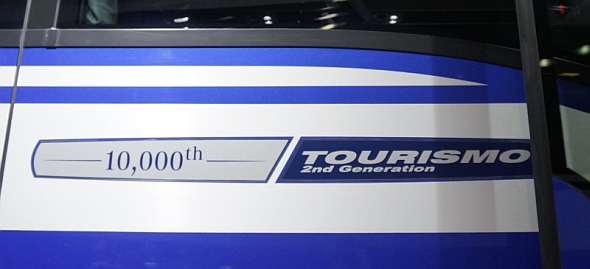 10,000th
TOURISMO
2nd Generation